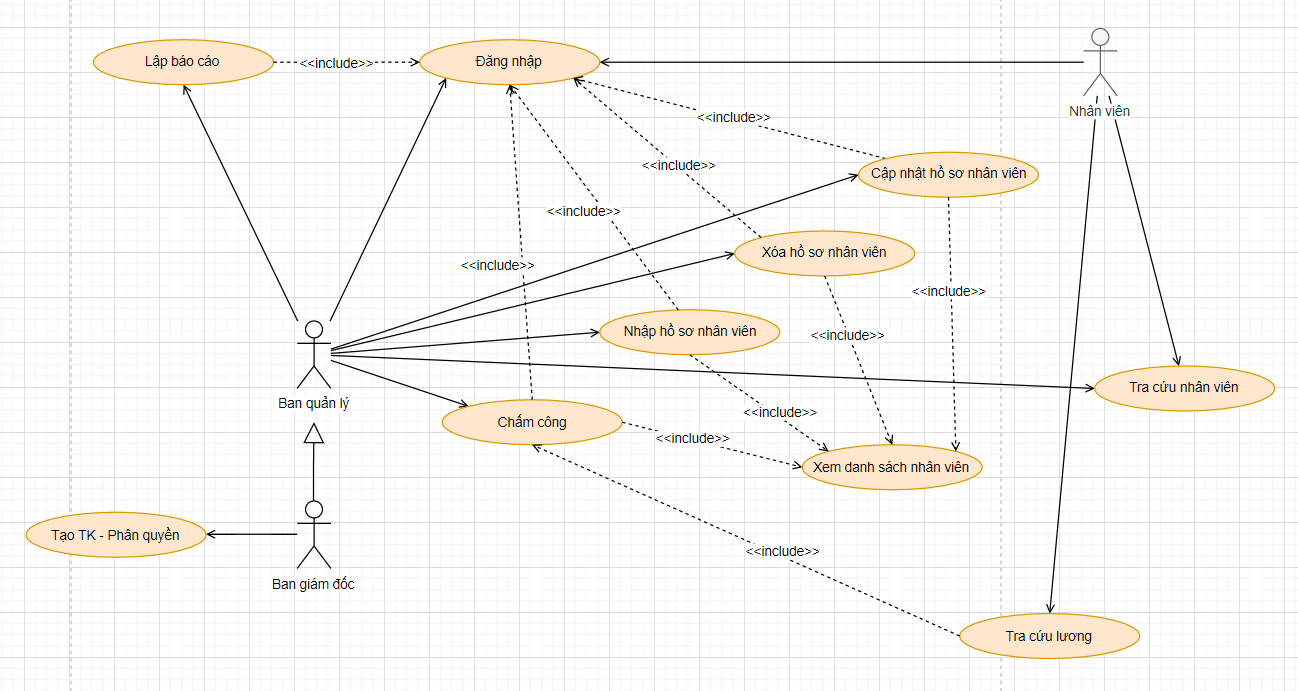 Lập báo cáo
<<include>>
Đăng nhập
Nhân viên
<<include>>
<<include>>
Cập nhật hồ sơ nhân viên
<<include>>
Xóa hồ sơ nhân viên
<<include>>
<<include>>
Nhập hồ sơ nhân viên
<<include>>
Tra cứu nhân viên
Ban quản lý
<<include>>
Chấm công
<<include>>
Xem danh sách nhân viên
Tạo TK - Phân quyền
<<include>>
Ban giám đốc
Tra cứu lương